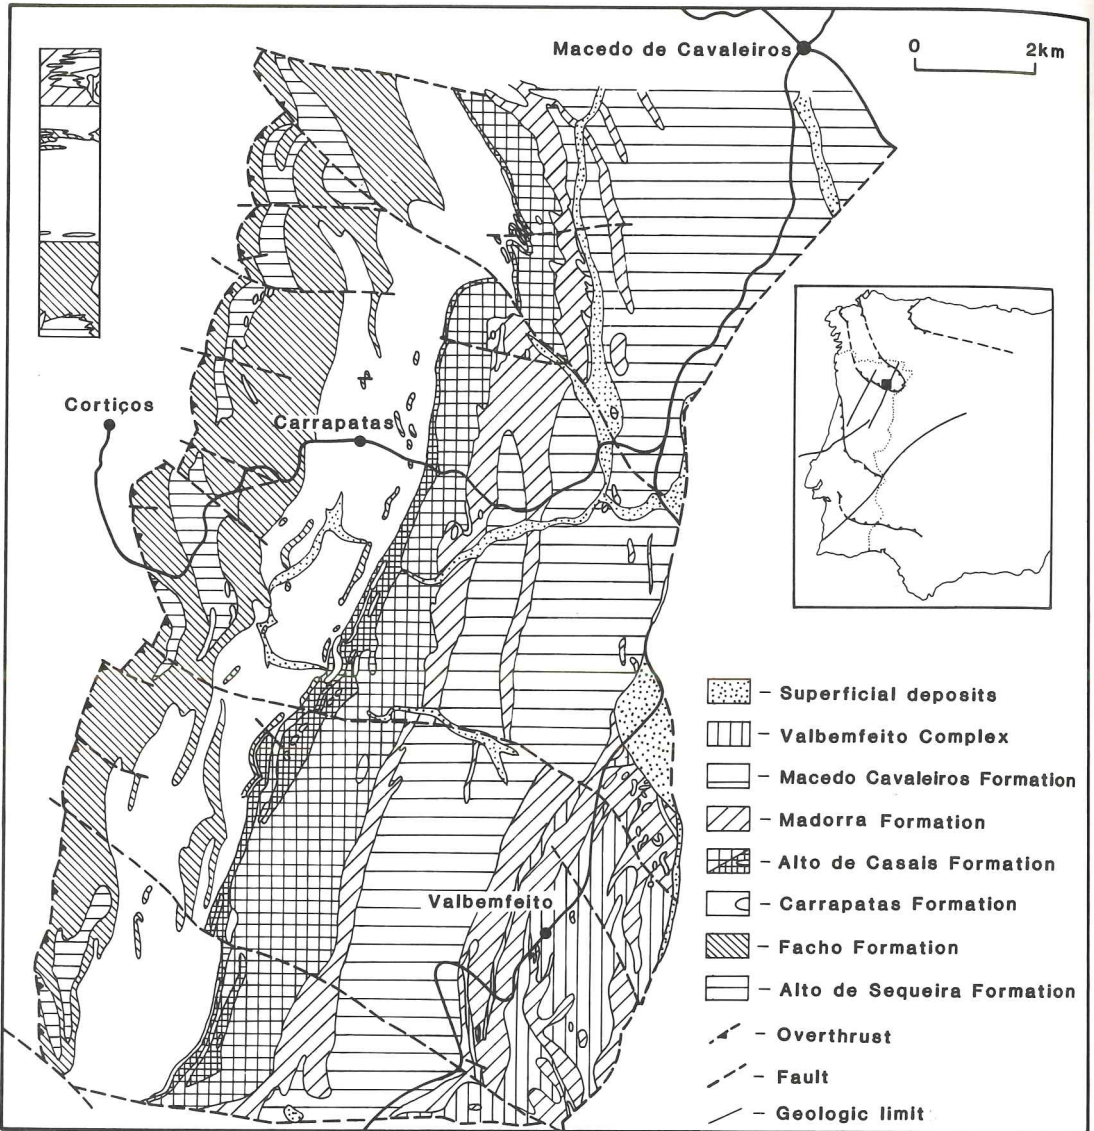 Macedo de Cavaleiros
0 2km
Cortiços
Carrapatas
Valbemfeito
– Superficial deposits
– Valbemfeito Complex
– Macedo Cavaleiros Formation
– Madorra Formation
– Alto de Casais Formation
– Carrapatas Formation
– Facho Formation
– Alto de Sequeira Formation
– Overthrust
– Fault
– Geologic limit